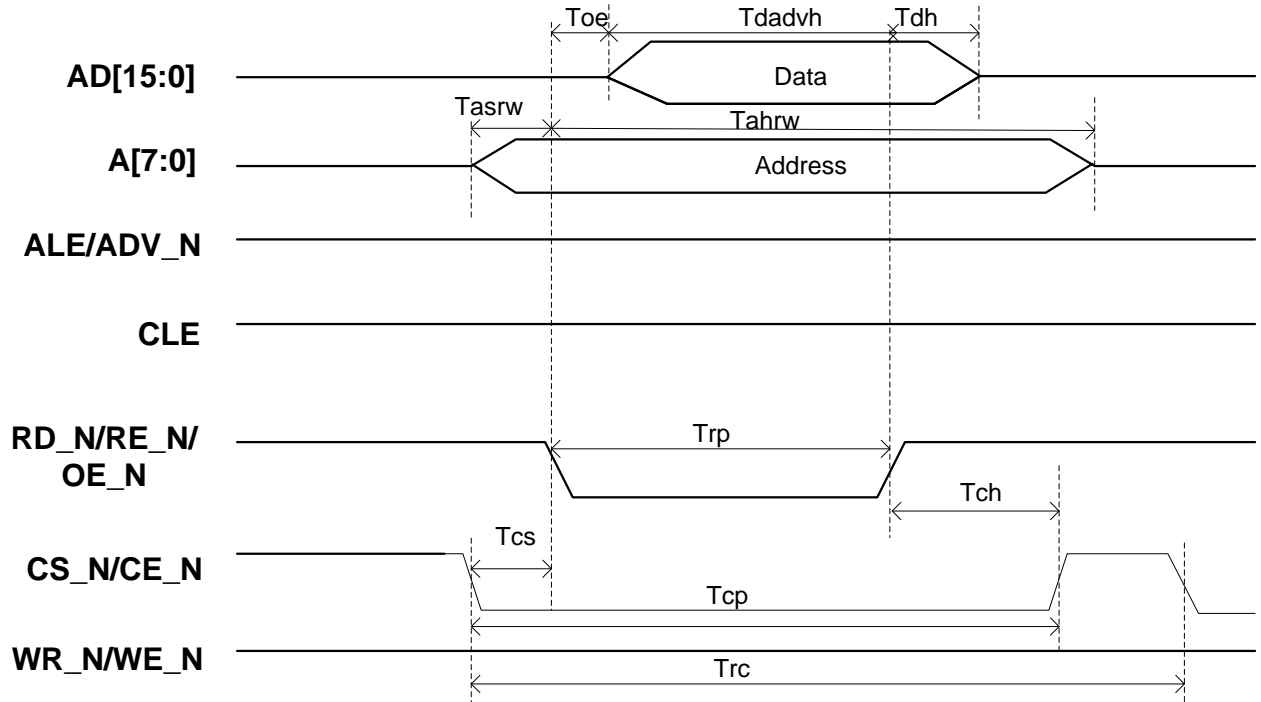 Toe Tdadvh Tdh
AD[15:0] Data
Tasrw Tahrw
A[7:0] Address
ALE/ADV_N
CLE
RD_N/RE_N/
OE_N
Trp
Tch
Tcs
CS_N/CE_N
Tcp
WR_N/WE_N
Trc